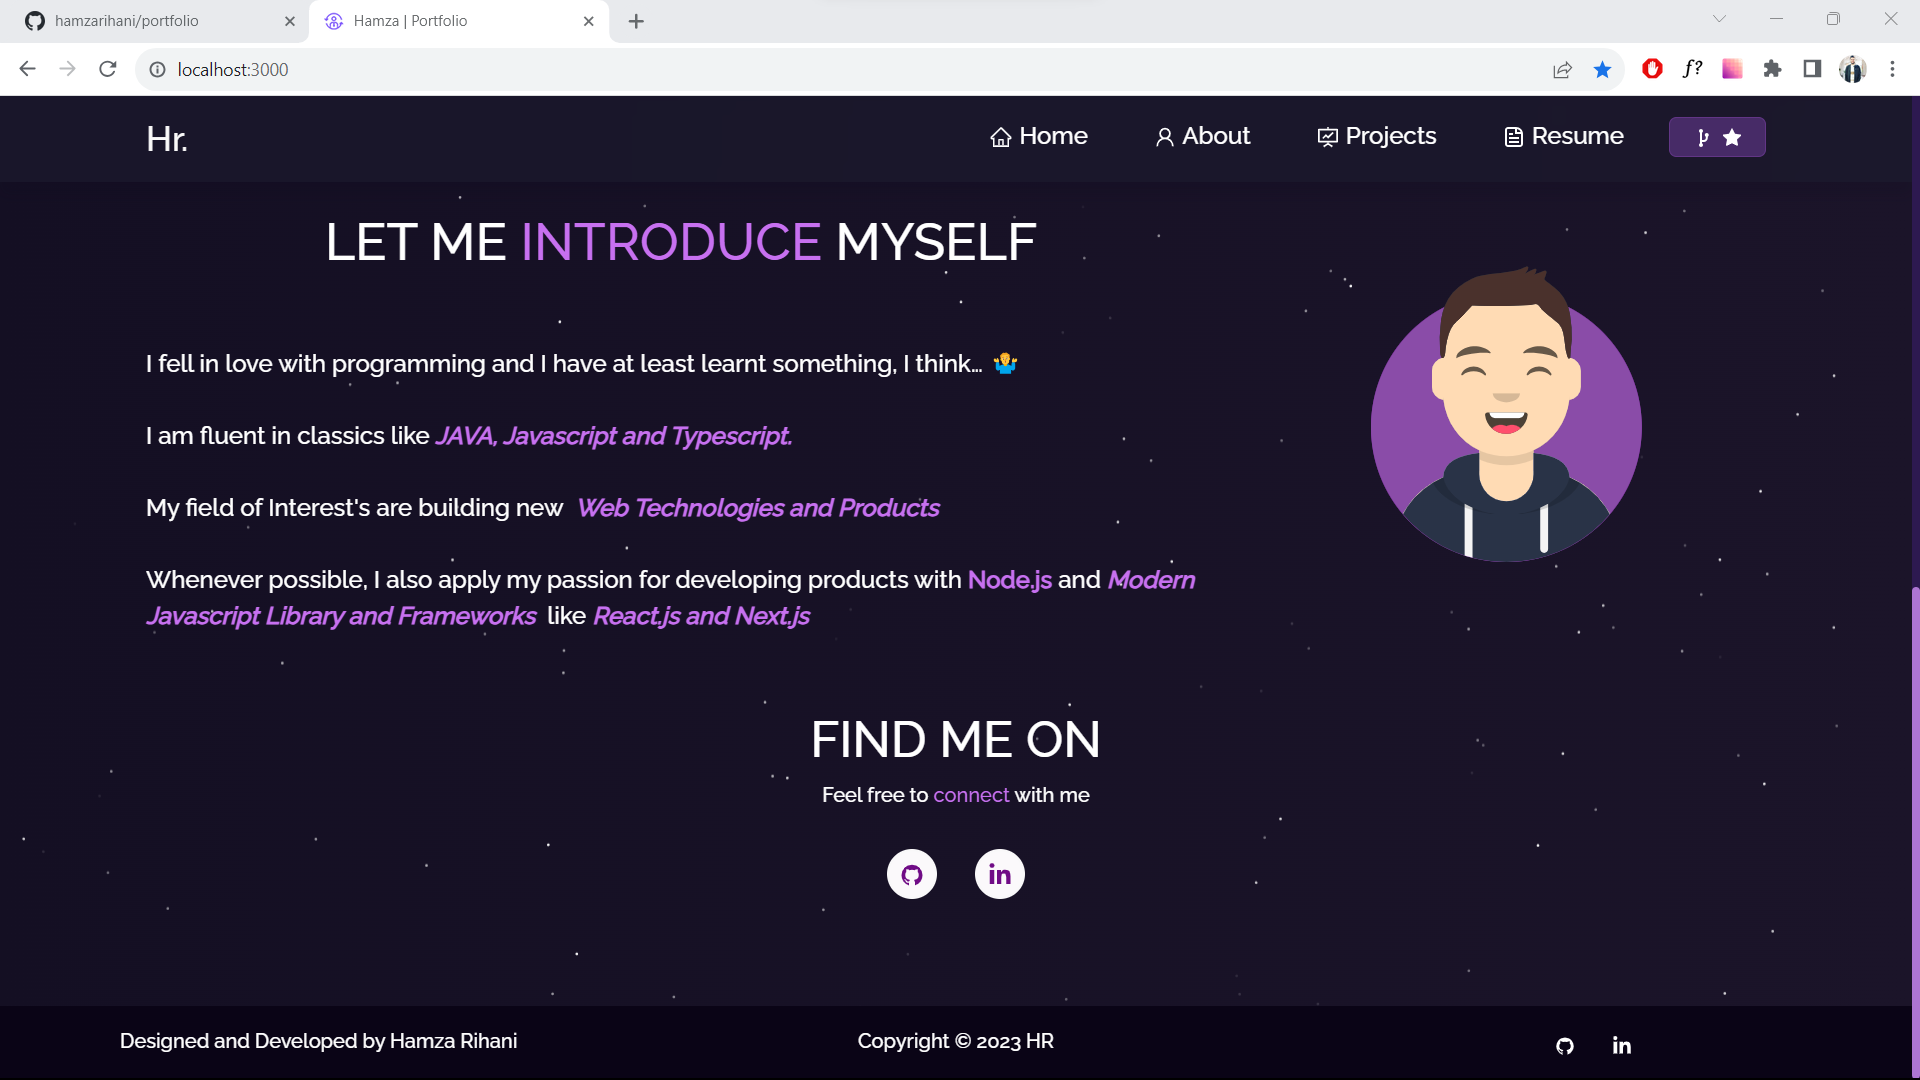 hamzarihani/portfolio
Hamza | Portfolio
localhost:3000
f?
Hr.
Home
About
Projects
Resume
LET ME INTRODUCE MYSELF
I fell in love with programming and I have at least learnt something, I think… 🤷‍♂️
I am fluent in classics like JAVA, Javascript and Typescript.
My field of Interest's are building new Web Technologies and Products
Whenever possible, I also apply my passion for developing products with Node.js and Modern
Javascript Library and Frameworks like React.js and Next.js
FIND ME ON
Feel free to connect with me
in
Designed and Developed by Hamza Rihani
Copyright © 2023 HR
in